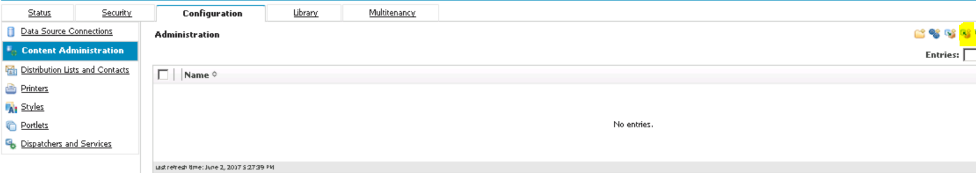 Status Security Configuration Library Multitenancy
Data Source Connections
Administration
Content Administration
Entries:
Distribution Lists and Contacts
Name
Printers
Styles
Portlets
No entries.
Dispatchers and Services
Last refresh time: June 2, 2017 5:27:39 PM